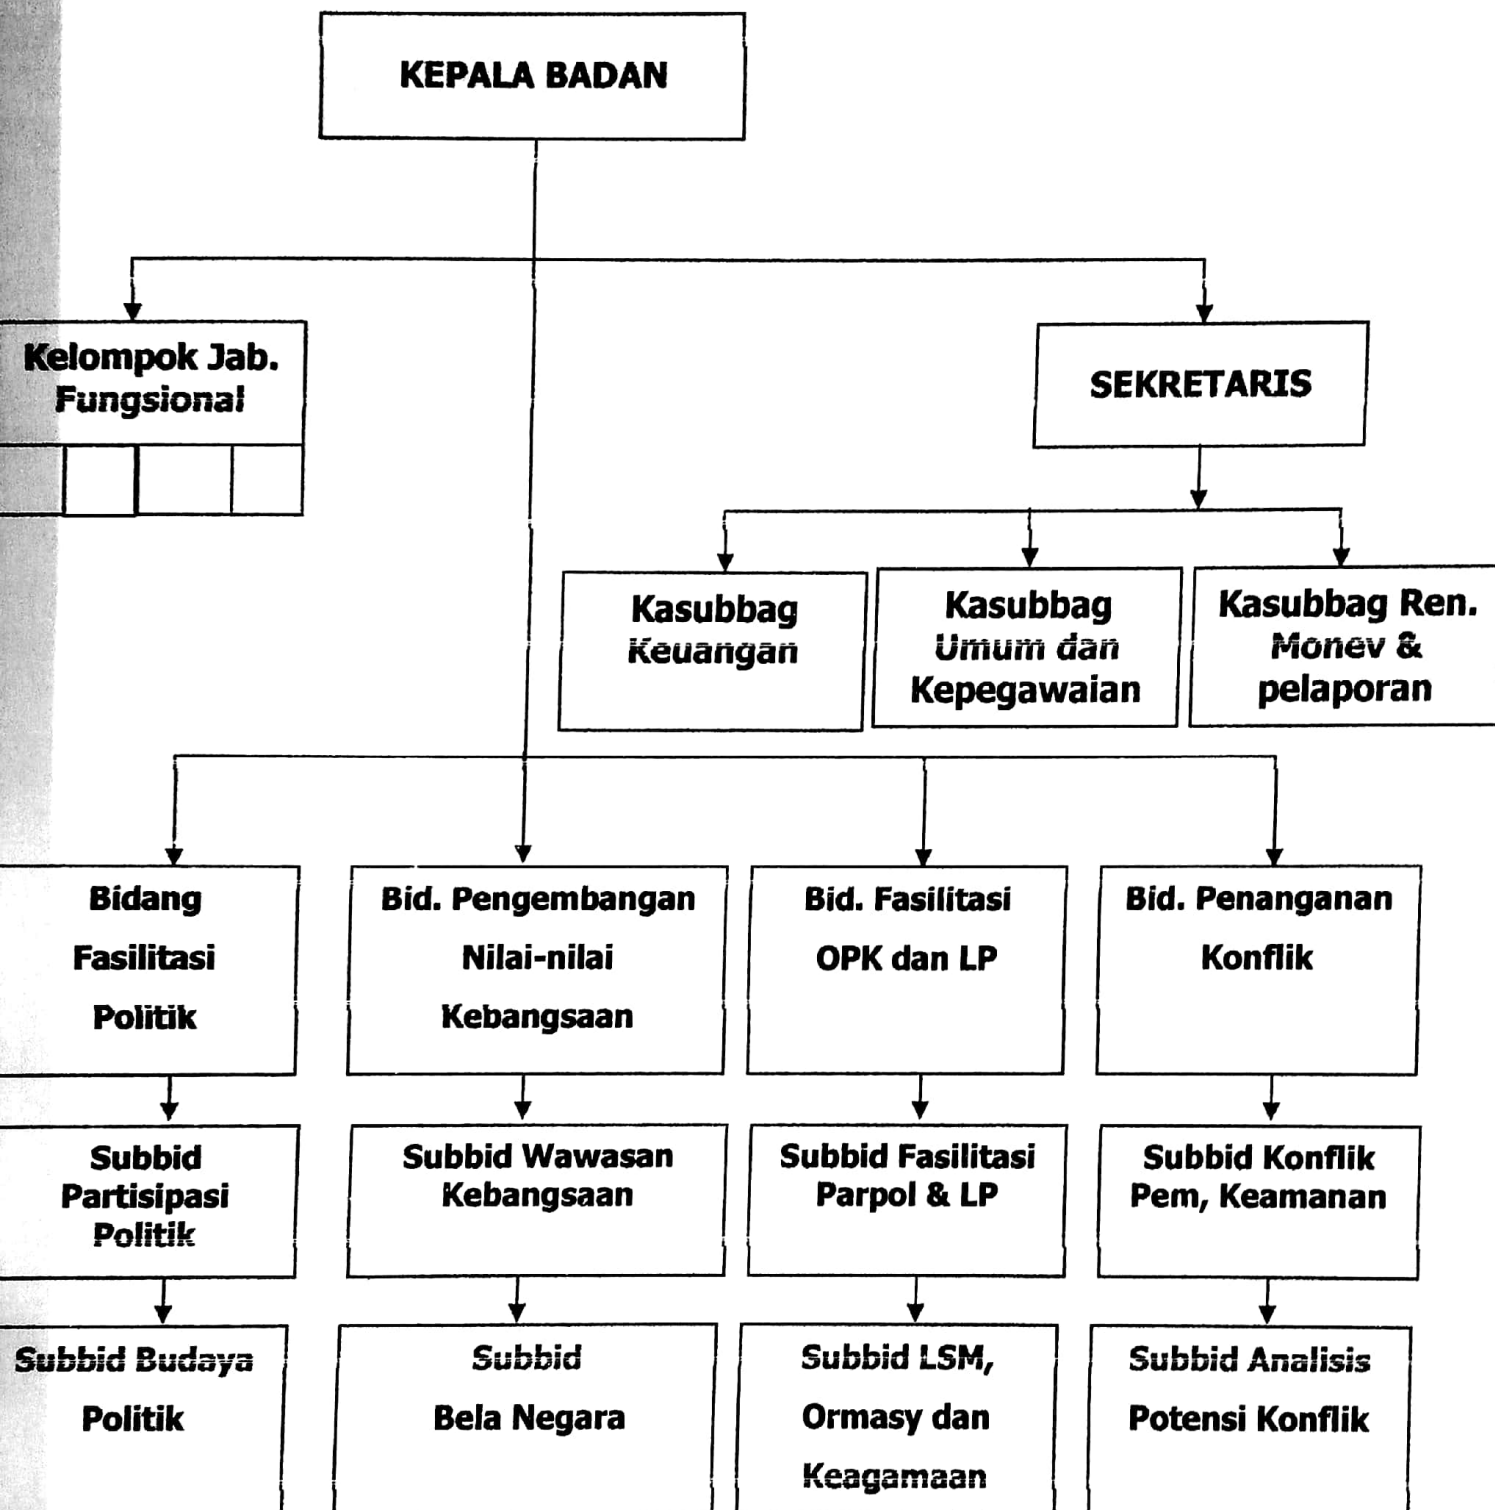 KEPALA BADAN
Kelompok Jab.
Fungsional
SEKRETARIS
Kasubbag
Keuangan
Kasubbag
Umum dan
Kepegawaian
Kasubbag Ren.
Monev &
pelaporan
Bidang
Fasilitasi
Politik
Bid. Pengembangan
Nilai-nilai
Kebangsaan
Bid. Fasilitasi
OPK dan LP
Bid. Penanganan
Konflik
Subbid
Partisipasi
Politik
Subbid Wawasan
Kebangsaan
Subbid Fasilitasi
Parpol & LP
Subbid Konflik
Pem, Keamanan
Subbid Budaya
Politik
Subbid
Bela Negara
Subbid LSM,
Ormasy dan
Keagamaan
Subbid Analisis
Potensi Konflik